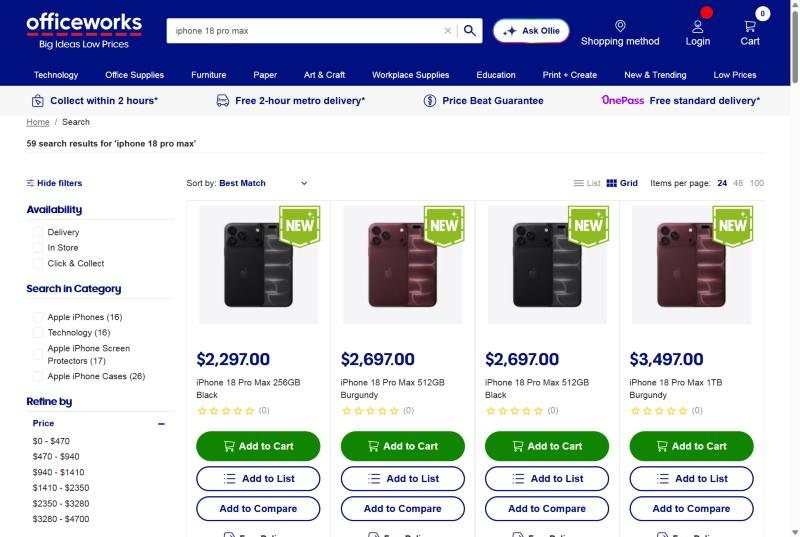 officeworks
Big Ideas Low Prices
iphone 18 pro max
Ask Ollie
Shopping method
Login
0
Cart
Technology
Office Supplies
Furniture
Paper
Art & Craft
Workplace Supplies
Education
Print + Create
New & Trending
Low Prices
Collect within 2 hours*
Free 2-hour metro delivery*
Price Beat Guarantee
OnePass Free standard delivery*
Home / Search
59 search results for 'iphone 18 pro max'
Hide filters
Sort by: Best Match
List
Grid
Items per page: 24 48 100
Availability
Delivery
In Store
Click & Collect
Search in Category
Apple iPhones (16)
Technology (16)
Apple iPhone Screen
Protectors (17)
Apple iPhone Cases (26)
Refine by
Price
$0 - $470
$470 - $940
$940 - $1410
$1410 - $2350
$2350 - $3280
$3280 - $4700
NEW
$2,297.00
iPhone 18 Pro Max 256GB
Black
(0)
Add to Cart
Add to List
Add to Compare
NEW
$2,697.00
iPhone 18 Pro Max 512GB
Burgundy
(0)
Add to Cart
Add to List
Add to Compare
NEW
$2,697.00
iPhone 18 Pro Max 512GB
Black
(0)
Add to Cart
Add to List
Add to Compare
NEW
$3,497.00
iPhone 18 Pro Max 1TB
Burgundy
(0)
Add to Cart
Add to List
Add to Compare